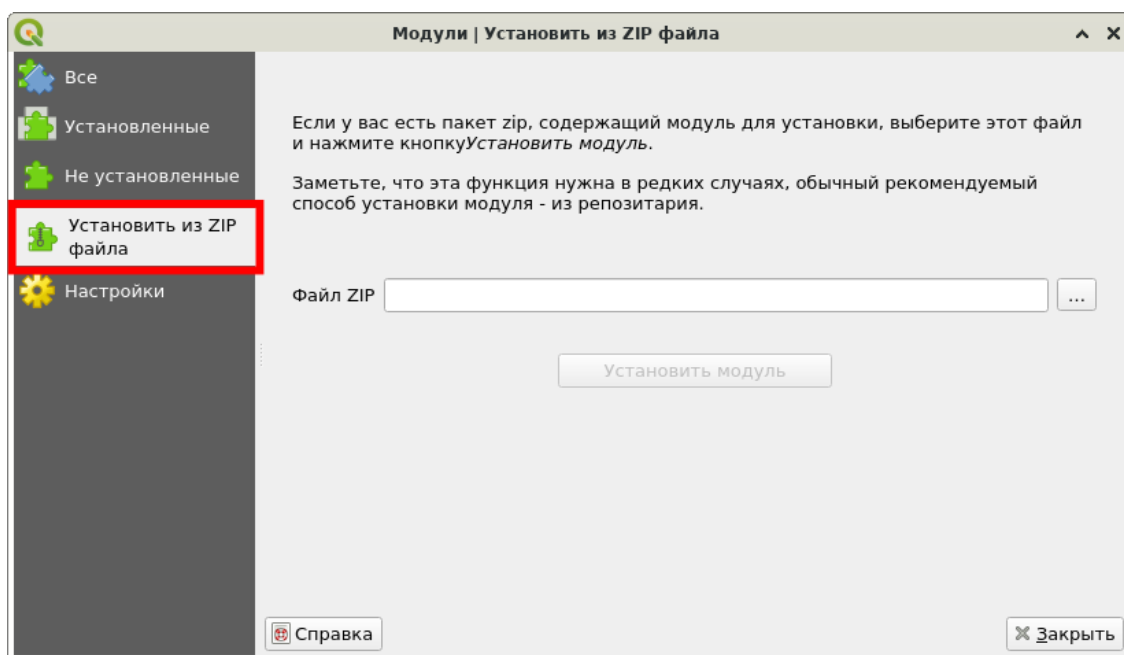 Модули | Установить из ZIP файла
Все
Установленные
Не установленные
Установить из ZIP
файла
Настройки
Если у вас есть пакет zip, содержащий модуль для установки, выберите этот файл
и нажмите кнопкуУстановить модуль.
Заметьте, что эта функция нужна в редких случаях, обычный рекомендуемый
способ установки модуля - из репозитария.
Файл ZIP
...
Установить модуль
Справка
Закрыть